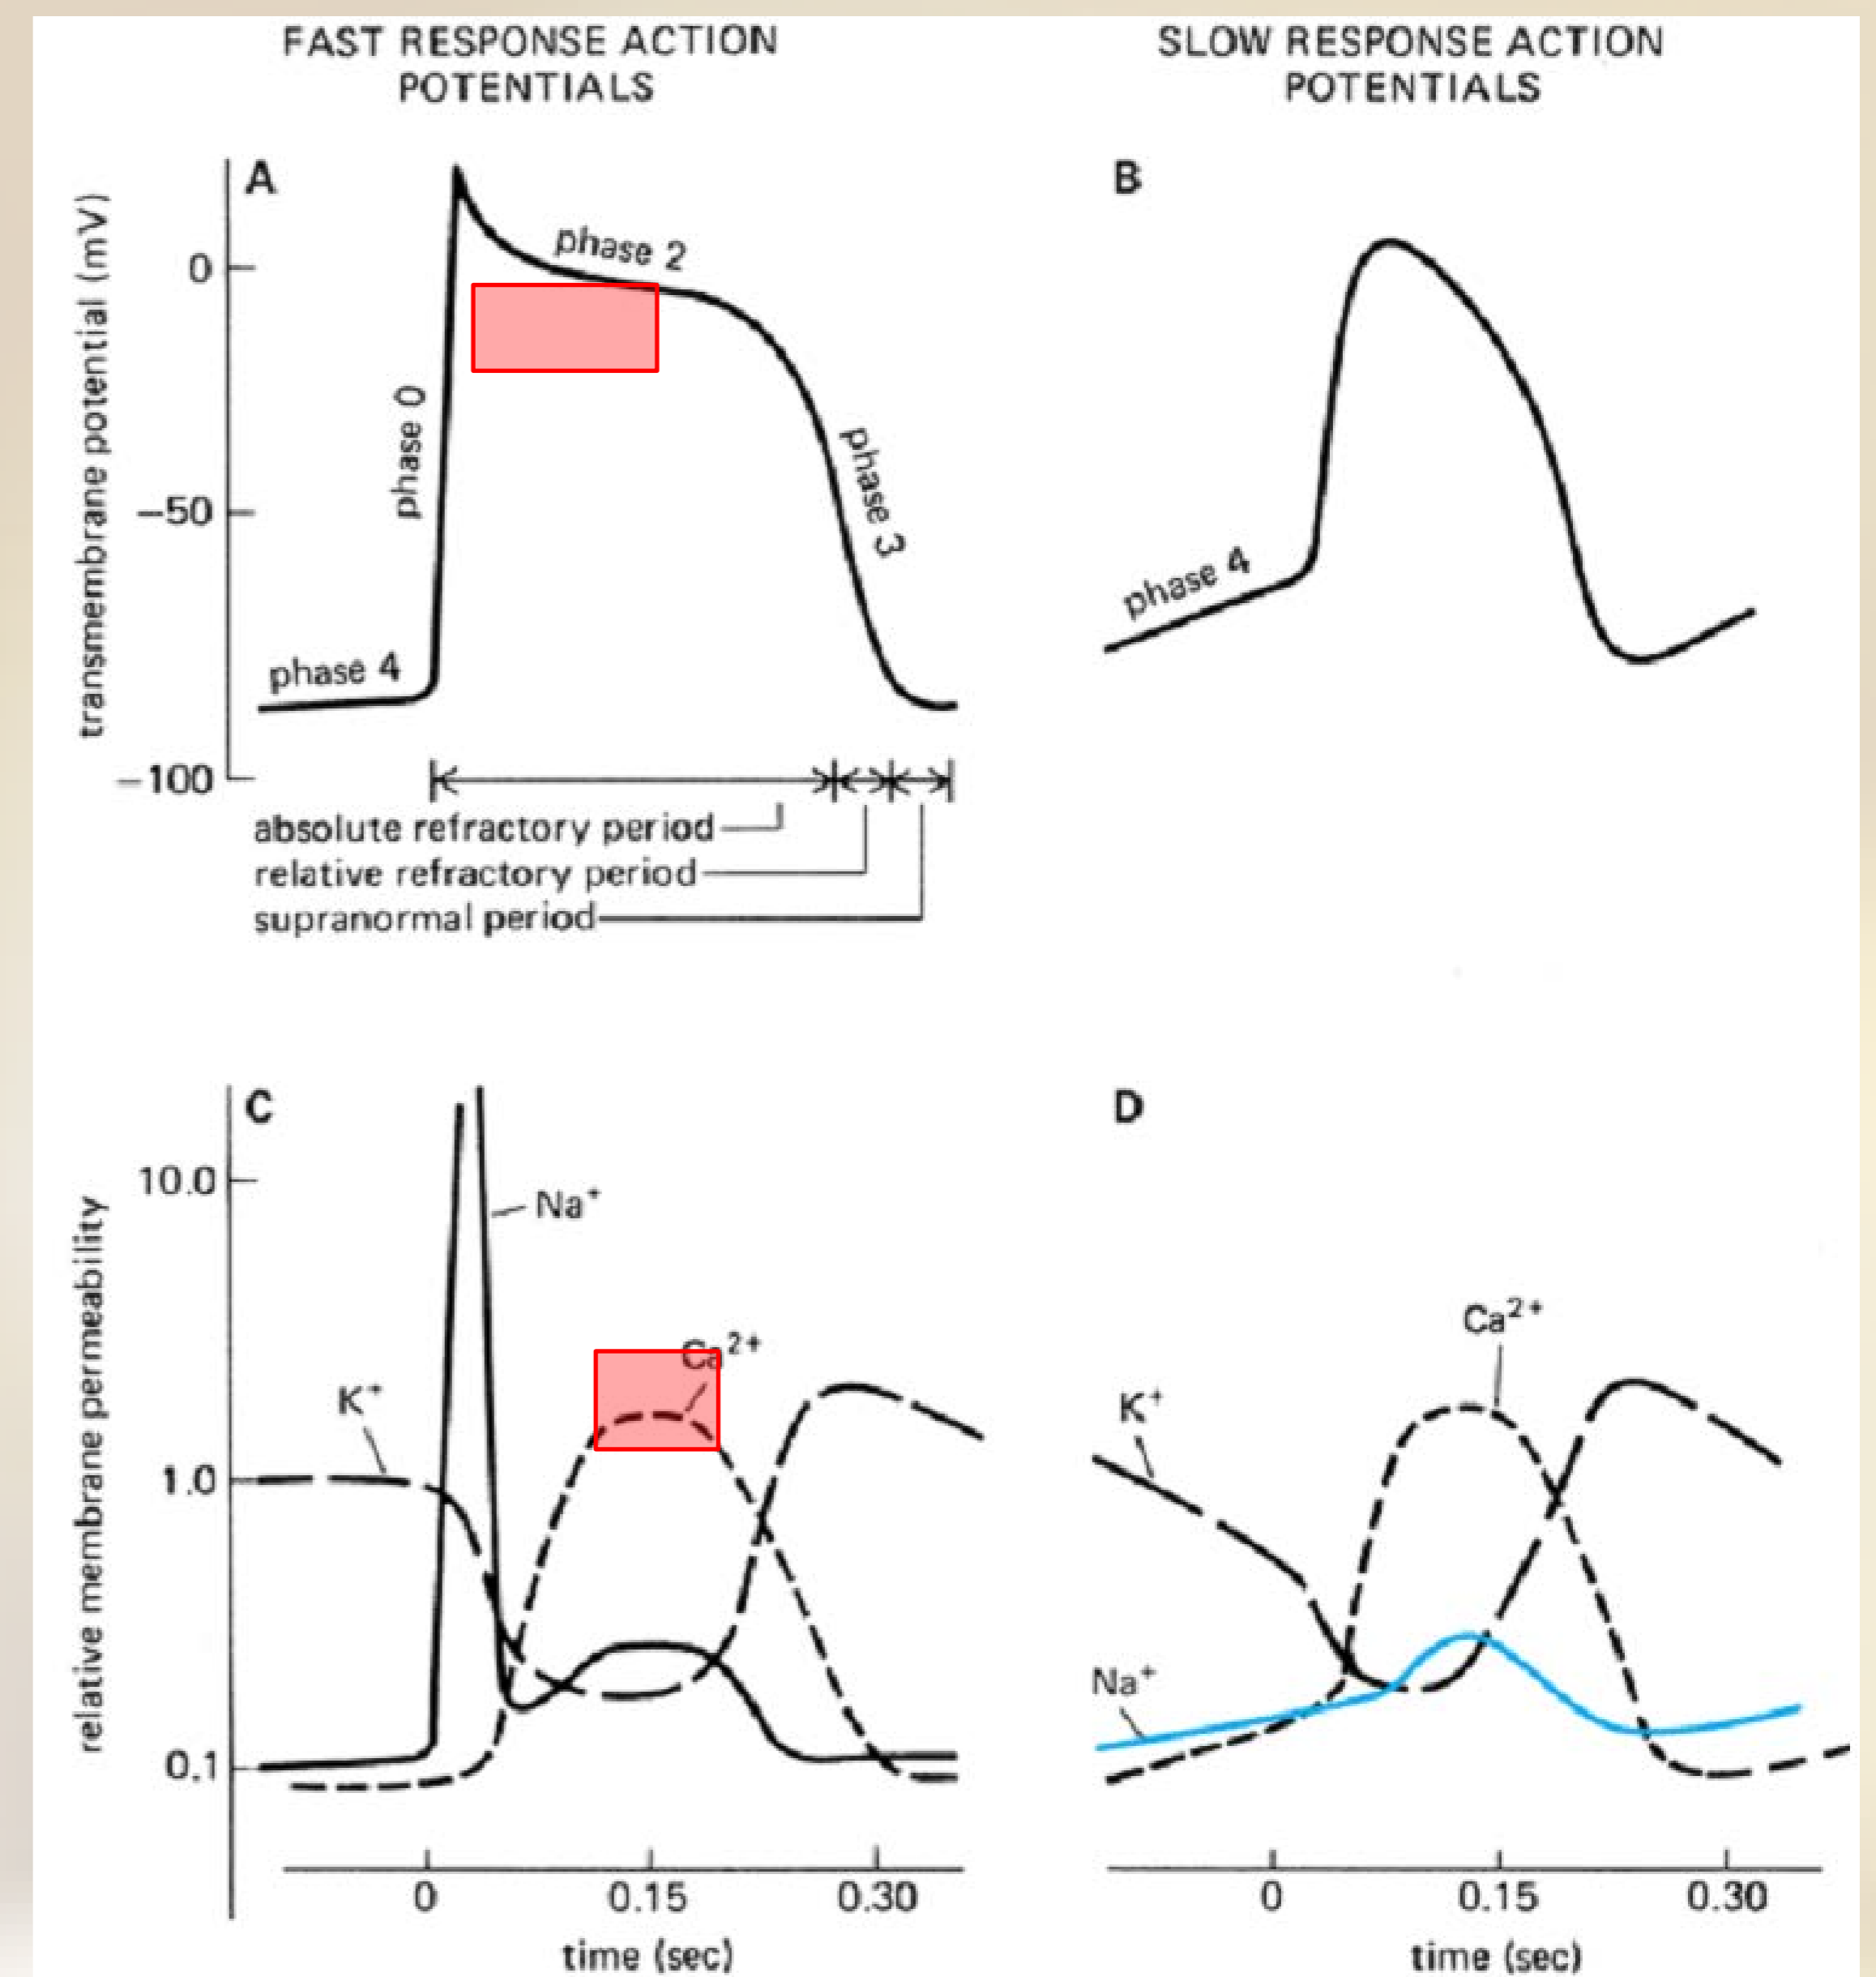 FAST RESPONSE ACTION
POTENTIALS
SLOW RESPONSE ACTION
POTENTIALS
A
transmembrane potential (mV)
0
−50
−100
phase 4
phase 0
phase 2
phase 3
absolute refractory period
relative refractory period
supranormal period
B
phase 4
C
relative membrane permeability
10.0
1.0
0.1
K⁺
Na⁺
Ca²⁺
0 0.15 0.30
time (sec)
D
K⁺
Na⁺
Ca²⁺
0 0.15 0.30
time (sec)